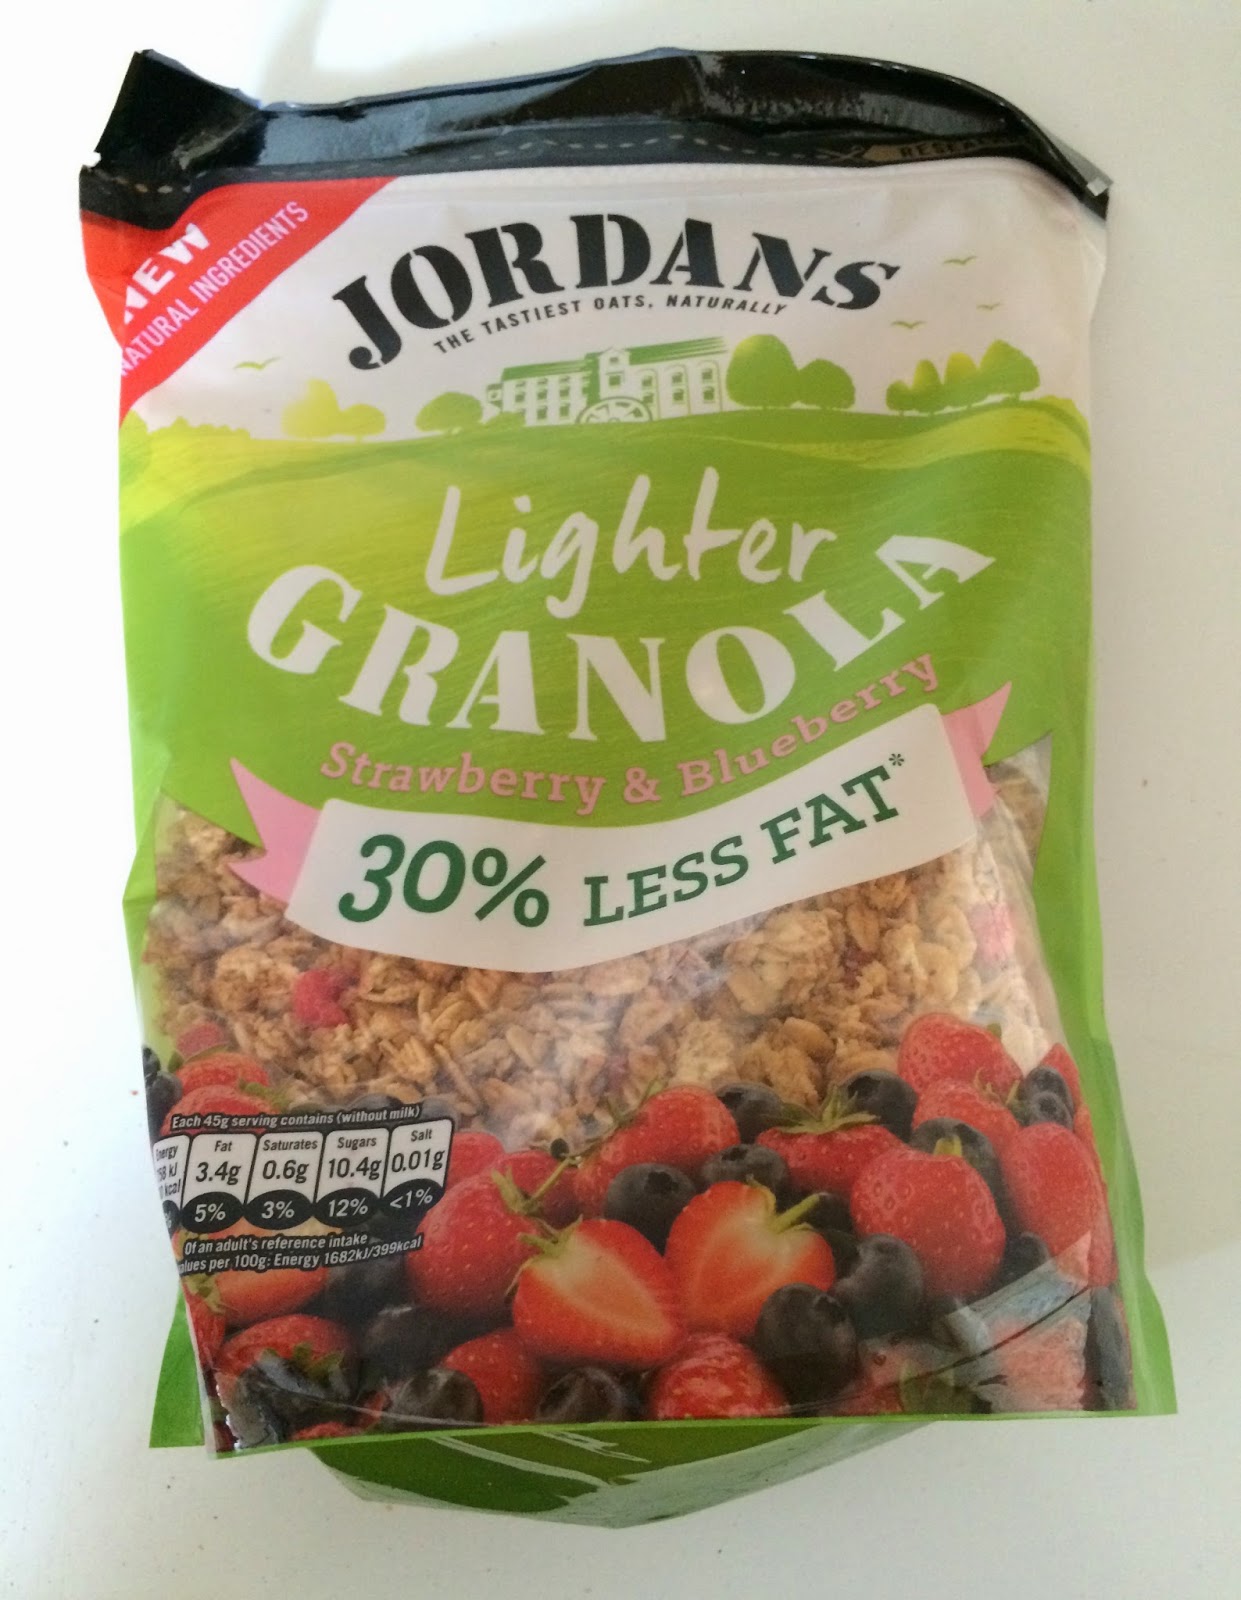 NEW
NATURAL INGREDIENTS
JORDANS
THE TASTIEST OATS, NATURALLY
Lighter
GRANOLA
Strawberry & Blueberry
30% LESS FAT*
Each 45g serving contains (without milk)
Energy Fat Saturates Sugars Salt
kJ 3.4g 0.6g 10.4g 0.01g
kcal
5% 3% 12% <1%
Of an adult's reference intake
values per 100g: Energy 1682kJ/399kcal